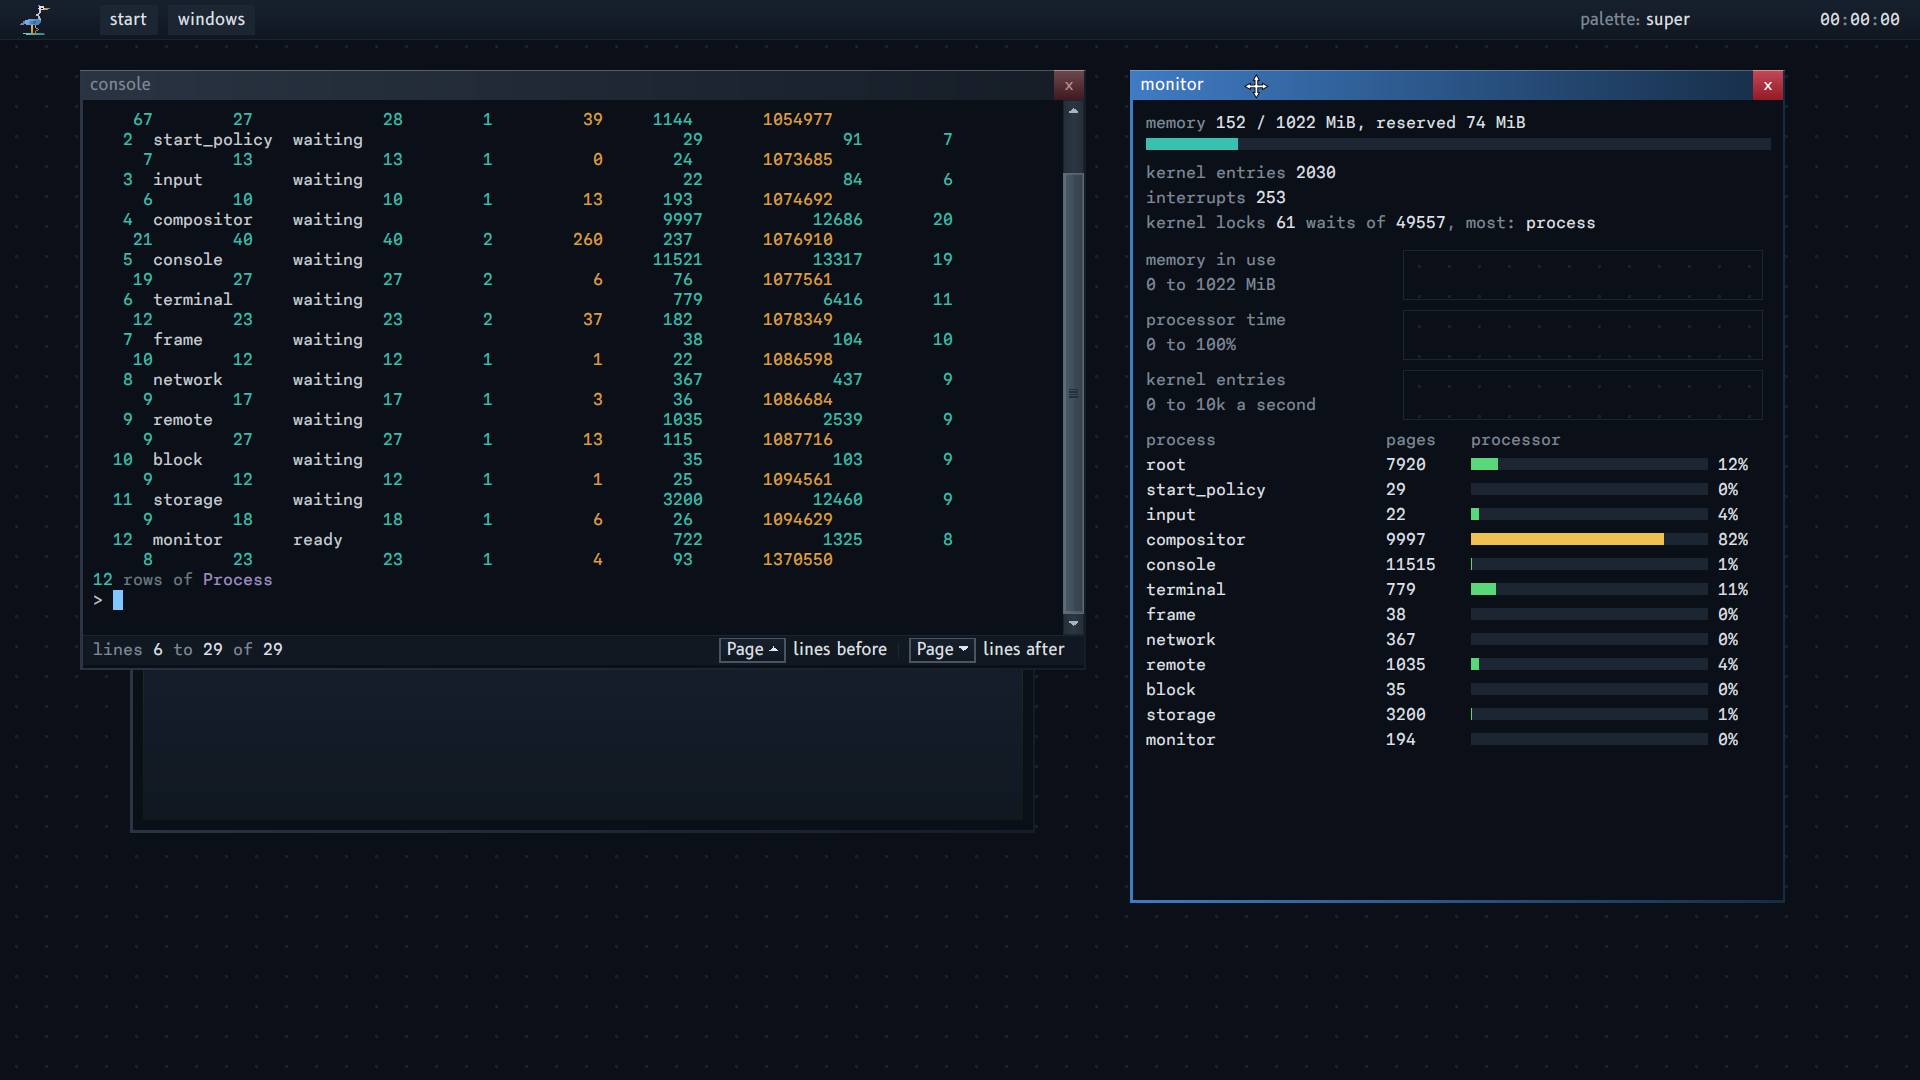 start windows palette: super 00:00:00
console x
67 27 28 1 39 1144 1054977
2 start_policy waiting 29 91 7
7 13 13 1 0 24 1073685
3 input waiting 22 84 6
6 10 10 1 13 193 1074692
4 compositor waiting 9997 12686 20
21 40 40 2 260 237 1076910
5 console waiting 11521 13317 19
19 27 27 2 6 76 1077561
6 terminal waiting 779 6416 11
12 23 23 2 37 182 1078349
7 frame waiting 38 104 10
10 12 12 1 1 22 1086598
8 network waiting 367 437 9
9 17 17 1 3 36 1086684
9 remote waiting 1035 2539 9
9 27 27 1 13 115 1087716
10 block waiting 35 103 9
9 12 12 1 1 25 1094561
11 storage waiting 3200 12460 9
9 18 18 1 6 26 1094629
12 monitor ready 722 1325 8
8 23 23 1 4 93 1370550
12 rows of Process
>
lines 6 to 29 of 29 Page lines before Page lines after
monitor x
memory 152 / 1022 MiB, reserved 74 MiB
kernel entries 2030
interrupts 253
kernel locks 61 waits of 49557, most: process
memory in use
0 to 1022 MiB
processor time
0 to 100%
kernel entries
0 to 10k a second
process pages processor
root 7920 12%
start_policy 29 0%
input 22 4%
compositor 9997 82%
console 11515 1%
terminal 779 11%
frame 38 0%
network 367 0%
remote 1035 4%
block 35 0%
storage 3200 1%
monitor 194 0%